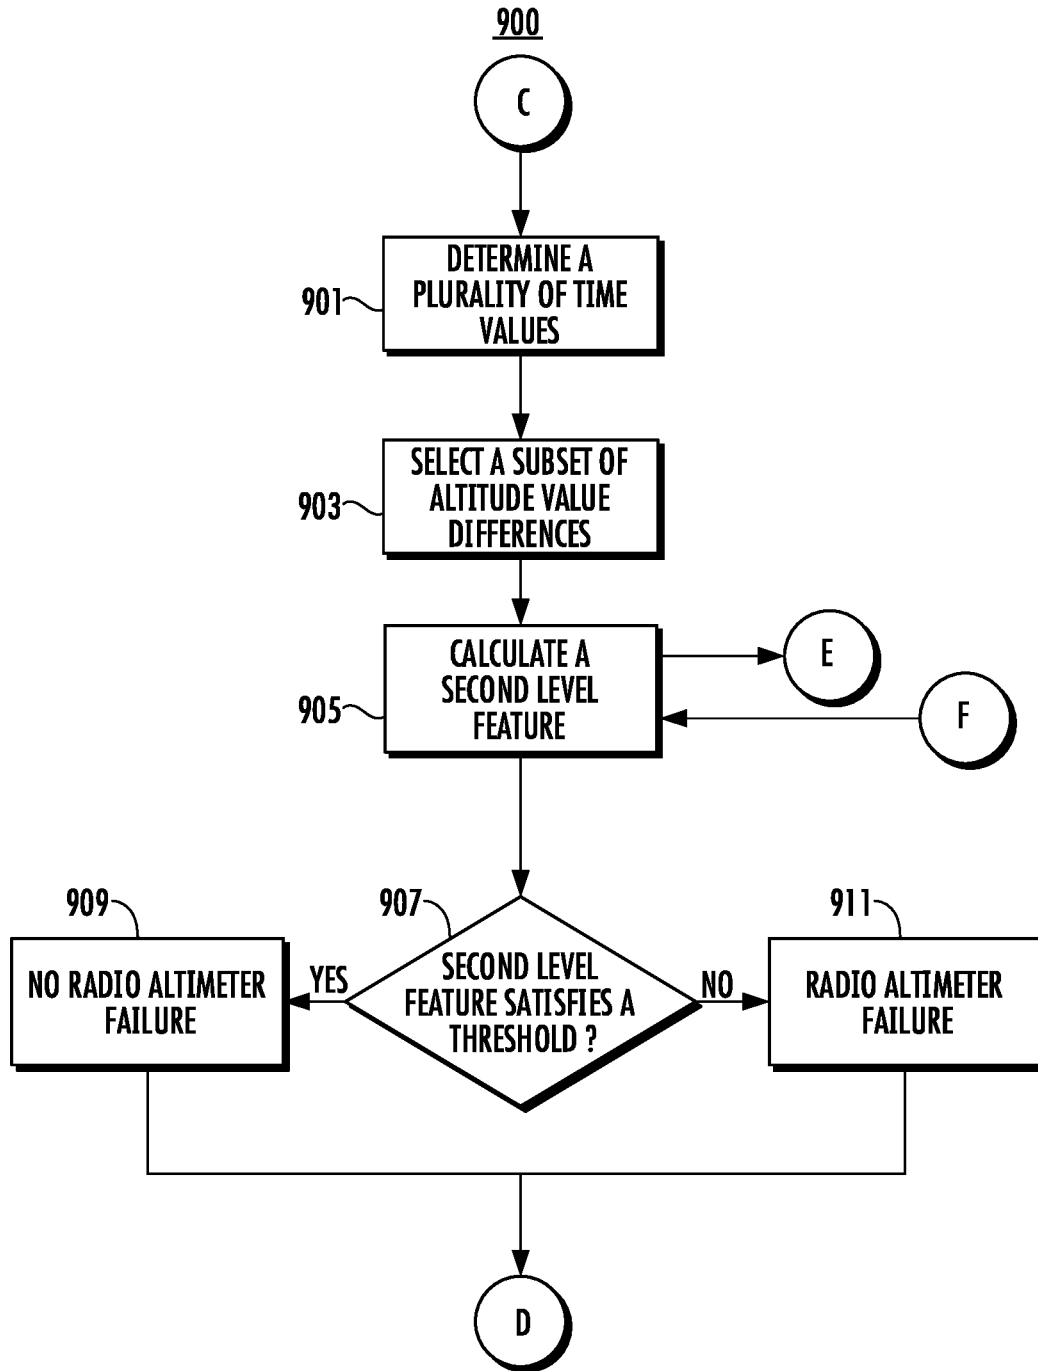 900
C
901
DETERMINE A
PLURALITY OF TIME
VALUES
903
SELECT A SUBSET OF
ALTITUDE VALUE
DIFFERENCES
905
CALCULATE A
SECOND LEVEL
FEATURE
E
F
909
907
911
NO RADIO ALTIMETER
FAILURE
YES
SECOND LEVEL
FEATURE SATISFIES A
THRESHOLD ?
NO
RADIO ALTIMETER
FAILURE
D